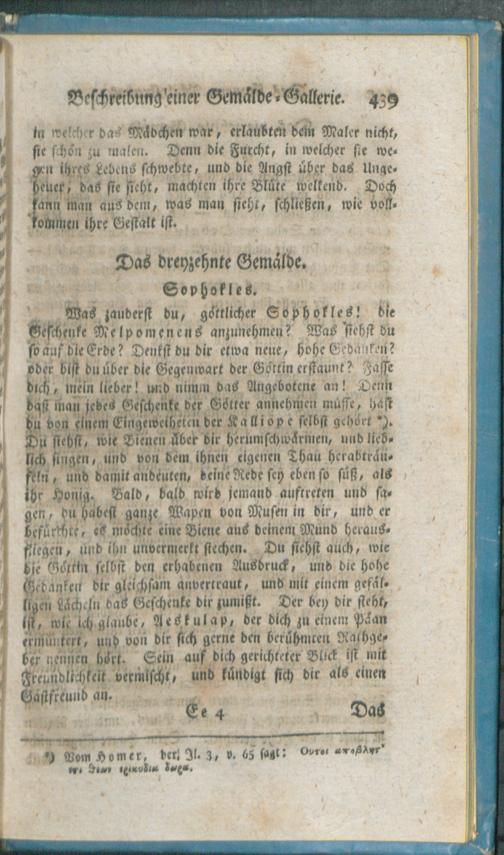 Beschreibung einer Gemälde-Gallerie. 439
in welcher das Mädchen war, erlaubten dem Maler nicht,
sie schön zu malen. Denn die Furcht, in welcher sie we-
gen ihres Lebens schwebte, und die Angst über das Unge-
heuer, das sie sieht, machten ihre Blüte welkend. Doch
kann man aus dem, was man sieht, schließen, wie voll-
kommen ihre Gestalt ist.
Das dreyzehnte Gemälde.
Sophokles.
Was zauderst du, göttlicher Sophokles! die
Geschenke Melpomenens anzunehmen? Was siehst du
so auf die Erde? Denkst du dir etwa neue, hohe Gedanken?
oder bist du über die Gegenwart der Göttin erstaunt? Fasse
dich, mein lieber! und nimm das Angebotene an! Denn
daß man jedes Geschenke der Götter annehmen müsse, hast
du von einem Eingeweiheten der Kalliope selbst gehört *).
Du siehst, wie Bienen über dir herumschwärmen, und lieb-
lich singen, und von dem ihnen eigenen Thau herabträu-
feln, und damit andeuten, deine Rede sey eben so süß, als
ihr Honig. Bald, bald wird jemand auftreten und sa-
gen, du habest ganze Wapen von Musen in dir, und er
befürchte, es möchte eine Biene aus deinem Mund heraus-
fliegen, und ihn unvermerkt stechen. Du siehst auch, wie
die Göttin selbst den erhabenen Ausdruck, und die hohe
Gedanken dir gleichsam anvertraut, und mit einem gefäl-
ligen Lächeln das Geschenke dir zumißt. Der bey dir steht,
ist, wie ich glaube, Aeskulap, der dich zu einem Päan
ermuntert, und von dir sich gerne den berühmten Rathge-
ber nennen hört. Sein auf dich gerichteter Blick ist mit
Freundlichkeit vermischt, und kündigt sich dir als einen
Gastfreund an.
Ee 4 Das
*) Vom Homer, der Jl. 3, v. 65 sagt: Ουτοι αποβλητ'
εςι θεων ερικυδεα δωρα.